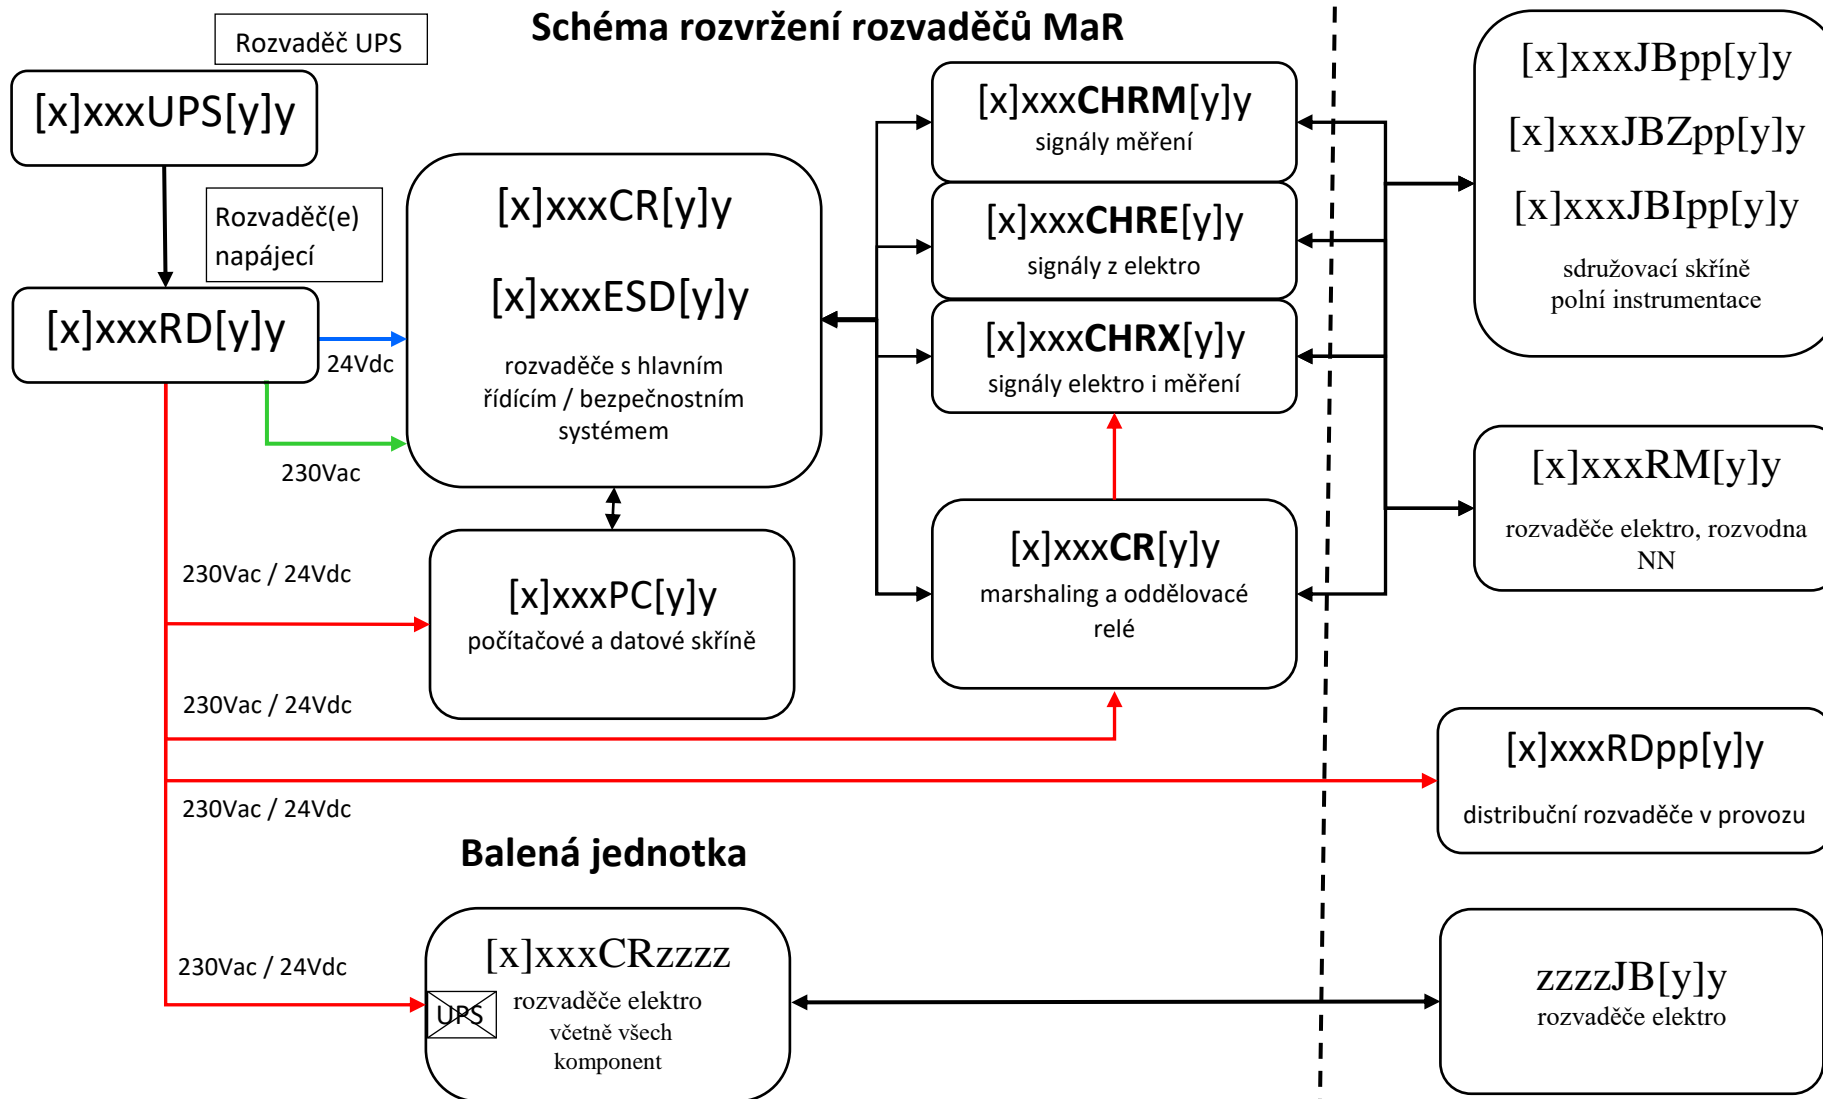 Schéma rozvržení rozvaděčů MaR
Rozvaděč UPS
[x]xxxUPS[y]y
Rozvaděč(e)
napájecí
[x]xxxRD[y]y
24Vdc
230Vac
[x]xxxCR[y]y
[x]xxxESD[y]y
rozvaděče s hlavním
řídícím / bezpečnostním
systémem
[x]xxxCHRM[y]y
signály měření
[x]xxxCHRE[y]y
signály z elektro
[x]xxxCHRX[y]y
signály elektro i měření
[x]xxxJBpp[y]y
[x]xxxJBZpp[y]y
[x]xxxJBIpp[y]y
sdružovací skříně
polní instrumentace
[x]xxxRM[y]y
rozvaděče elektro, rozvodna
NN
230Vac / 24Vdc
[x]xxxPC[y]y
počítačové a datové skříně
[x]xxxCR[y]y
marshaling a oddělovacé
relé
230Vac / 24Vdc
230Vac / 24Vdc
[x]xxxRDpp[y]y
distribuční rozvaděče v provozu
Balená jednotka
230Vac / 24Vdc
[x]xxxCRzzzz
UPS
rozvaděče elektro
včetně všech
komponent
zzzzJB[y]y
rozvaděče elektro